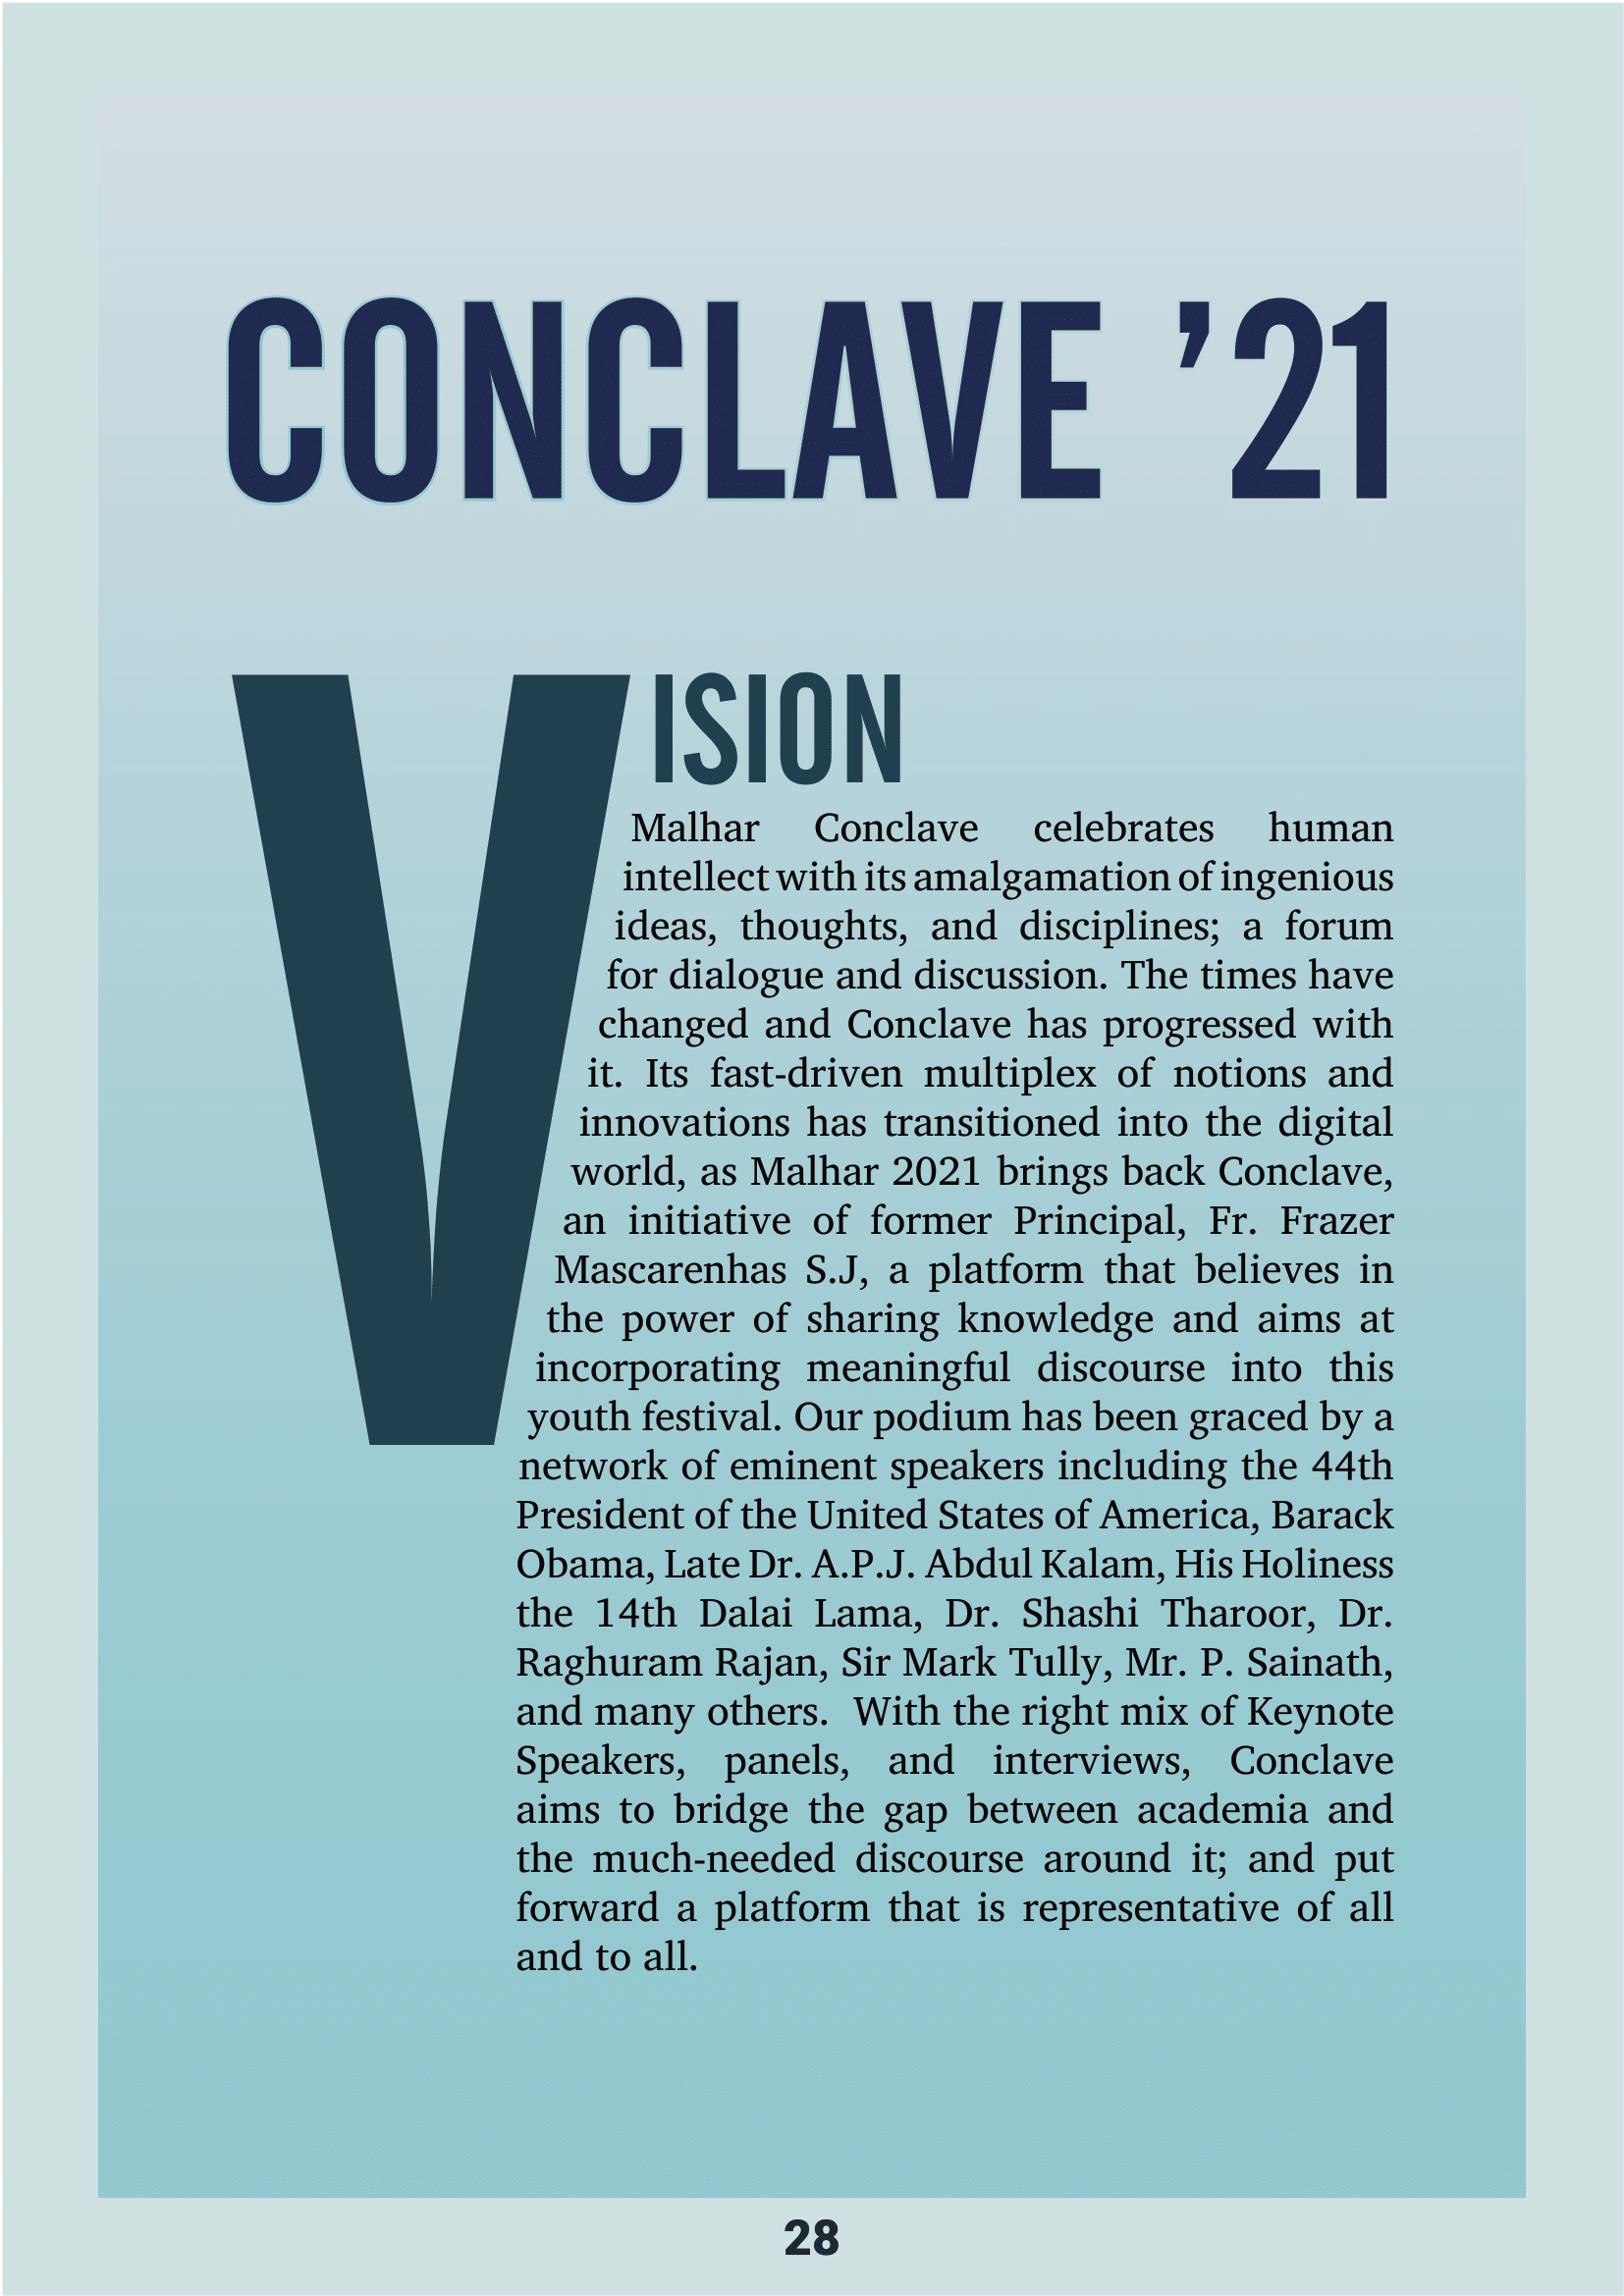 CONCLAVE ’21
VISION
Malhar Conclave celebrates human
intellect with its amalgamation of ingenious
ideas, thoughts, and disciplines; a forum
for dialogue and discussion. The times have
changed and Conclave has progressed with
it. Its fast-driven multiplex of notions and
innovations has transitioned into the digital
world, as Malhar 2021 brings back Conclave,
an initiative of former Principal, Fr. Frazer
Mascarenhas S.J, a platform that believes in
the power of sharing knowledge and aims at
incorporating meaningful discourse into this
youth festival. Our podium has been graced by a
network of eminent speakers including the 44th
President of the United States of America, Barack
Obama, Late Dr. A.P.J. Abdul Kalam, His Holiness
the 14th Dalai Lama, Dr. Shashi Tharoor, Dr.
Raghuram Rajan, Sir Mark Tully, Mr. P. Sainath,
and many others. With the right mix of Keynote
Speakers, panels, and interviews, Conclave
aims to bridge the gap between academia and
the much-needed discourse around it; and put
forward a platform that is representative of all
and to all.
28